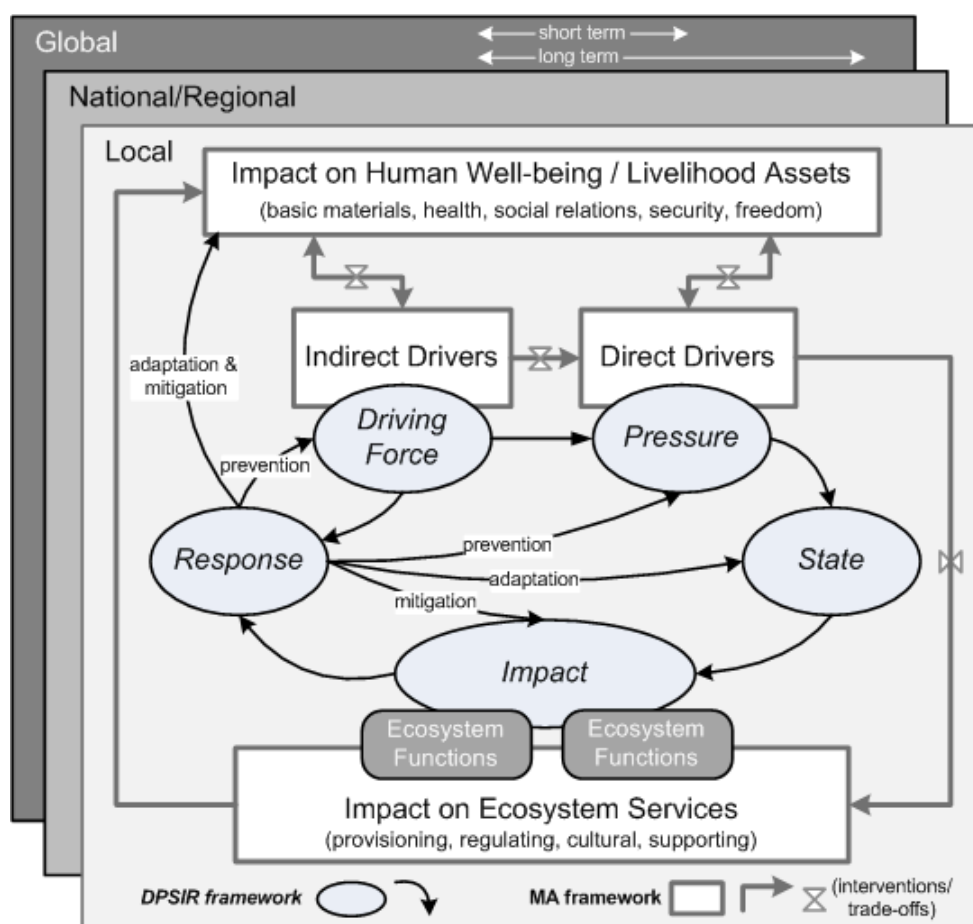 Global
short term
long term
National/Regional
Local
Impact on Human Well-being / Livelihood Assets
(basic materials, health, social relations, security, freedom)
Indirect Drivers
Direct Drivers
adaptation &
mitigation
Driving
Force
Pressure
prevention
Response
prevention
State
adaptation
mitigation
Impact
Ecosystem
Functions
Ecosystem
Functions
Impact on Ecosystem Services
(provisioning, regulating, cultural, supporting)
DPSIR framework
MA framework
(interventions/
trade-offs)